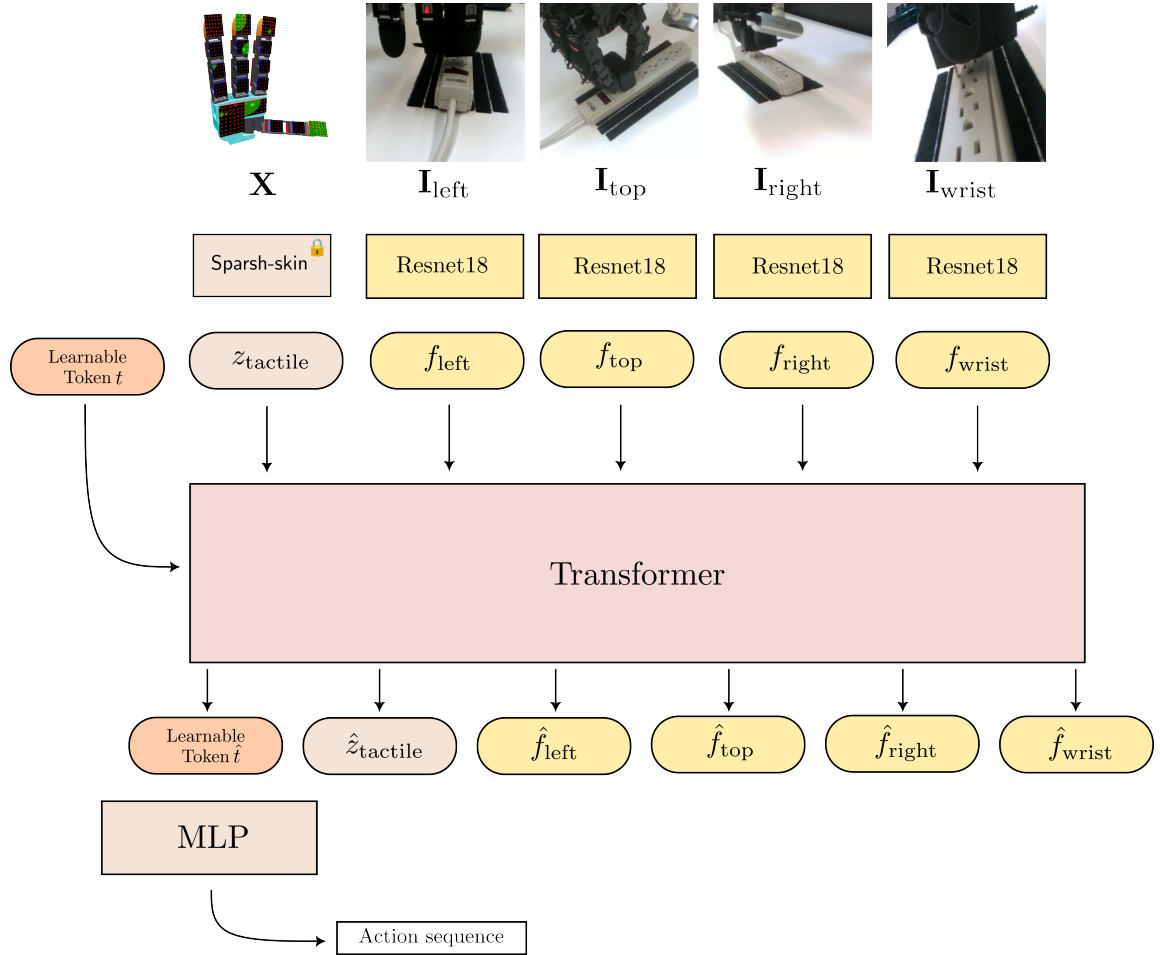 X
I_left
I_top
I_right
I_wrist
Sparsh-skin
Resnet18
Resnet18
Resnet18
Resnet18
Learnable
Token t
z_tactile
f_left
f_top
f_right
f_wrist
Transformer
Learnable
Token t̂
ẑ_tactile
f̂_left
f̂_top
f̂_right
f̂_wrist
MLP
Action sequence